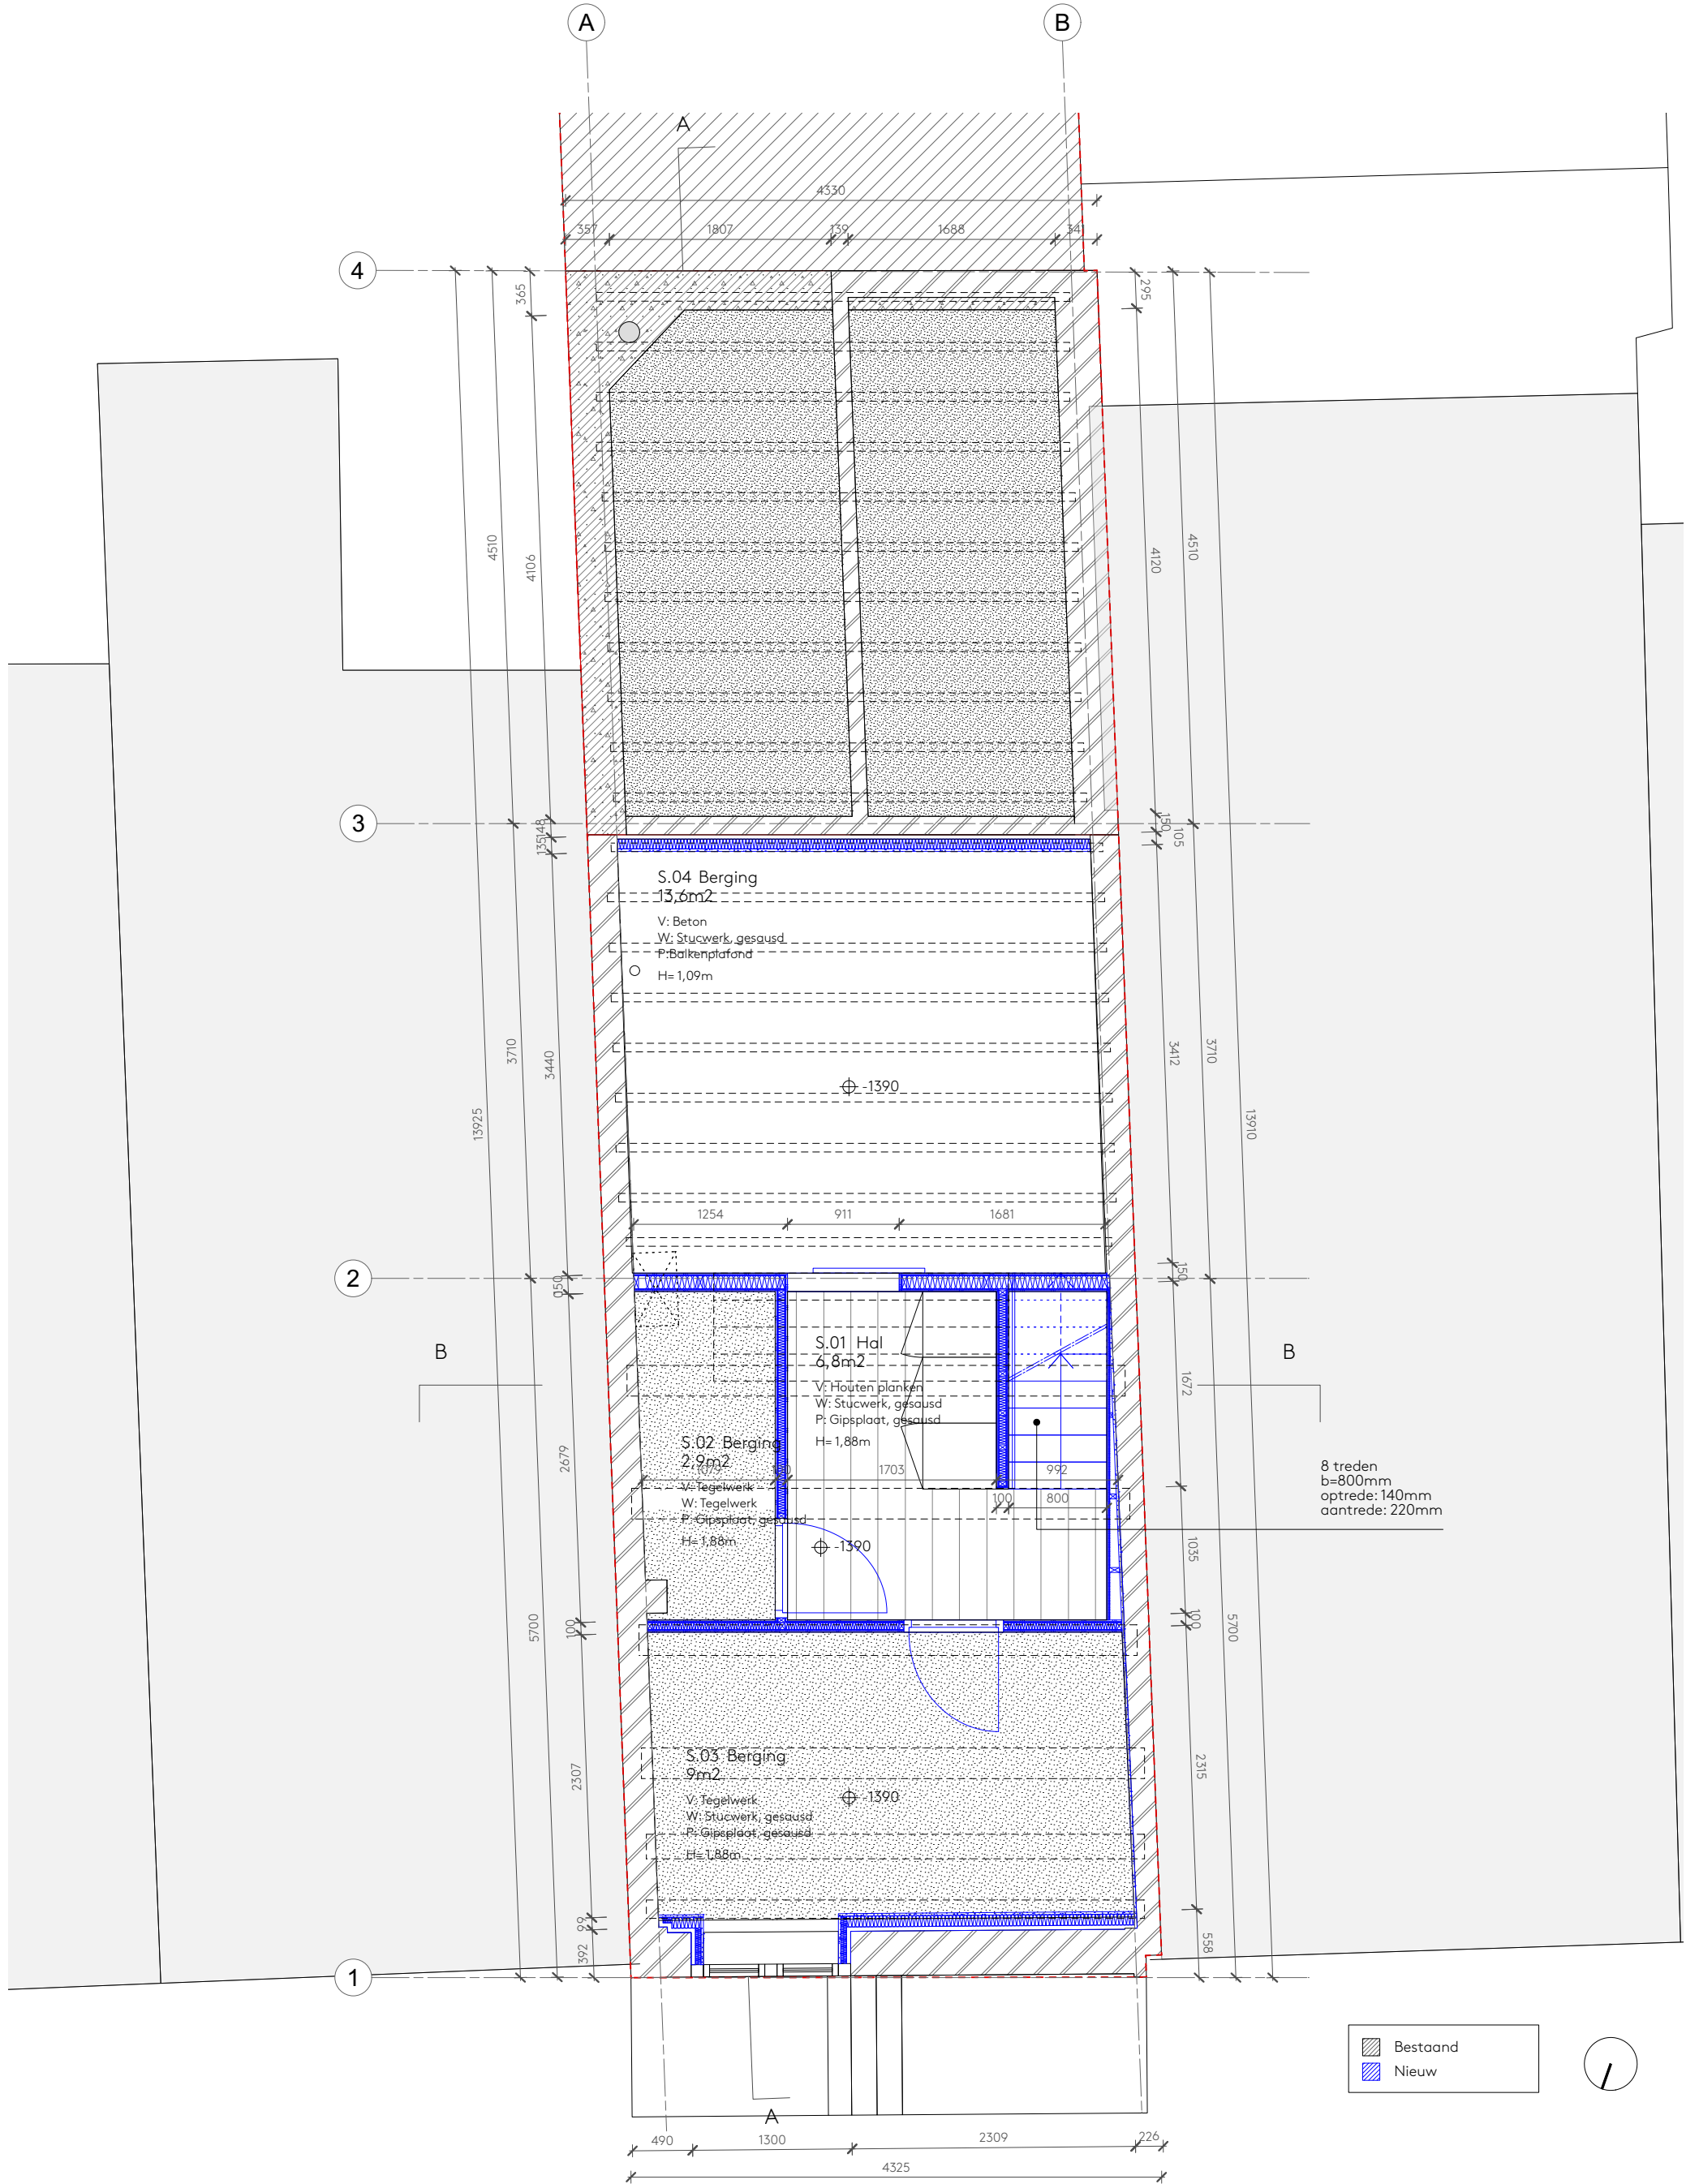 A
B
A
4330
357
1807
139
1688
341
4
365
295
4510
4106
4120
4510
3
148
135
150
105
S.04 Berging
13,6m2
V: Beton
W: Stucwerk, gesausd
P:Balkenplafond
H= 1,09m
3710
3440
3412
3710
13925
-1390
13910
1254
911
1681
2
150
150
B
S.01 Hal
6,8m2
V: Houten planken
W: Stucwerk, gesausd
P: Gipsplaat, gesausd
H= 1,88m
B
1672
2679
S.02 Berging
2,9m2
1079
1703
992
V: Tegelwerk
W: Tegelwerk
P: Gipsplaat, gesausd
H= 1,88m
100
800
8 treden
b=800mm
optrede: 140mm
aantrede: 220mm
-1390
1035
5700
100
100
5700
2307
2315
S.03 Berging
9m2
V: Tegelwerk
W: Stucwerk, gesausd
P: Gipsplaat, gesausd
H= 1,88m
-1390
99
392
558
1
Bestaand
Nieuw
A
490
1300
2309
226
4325